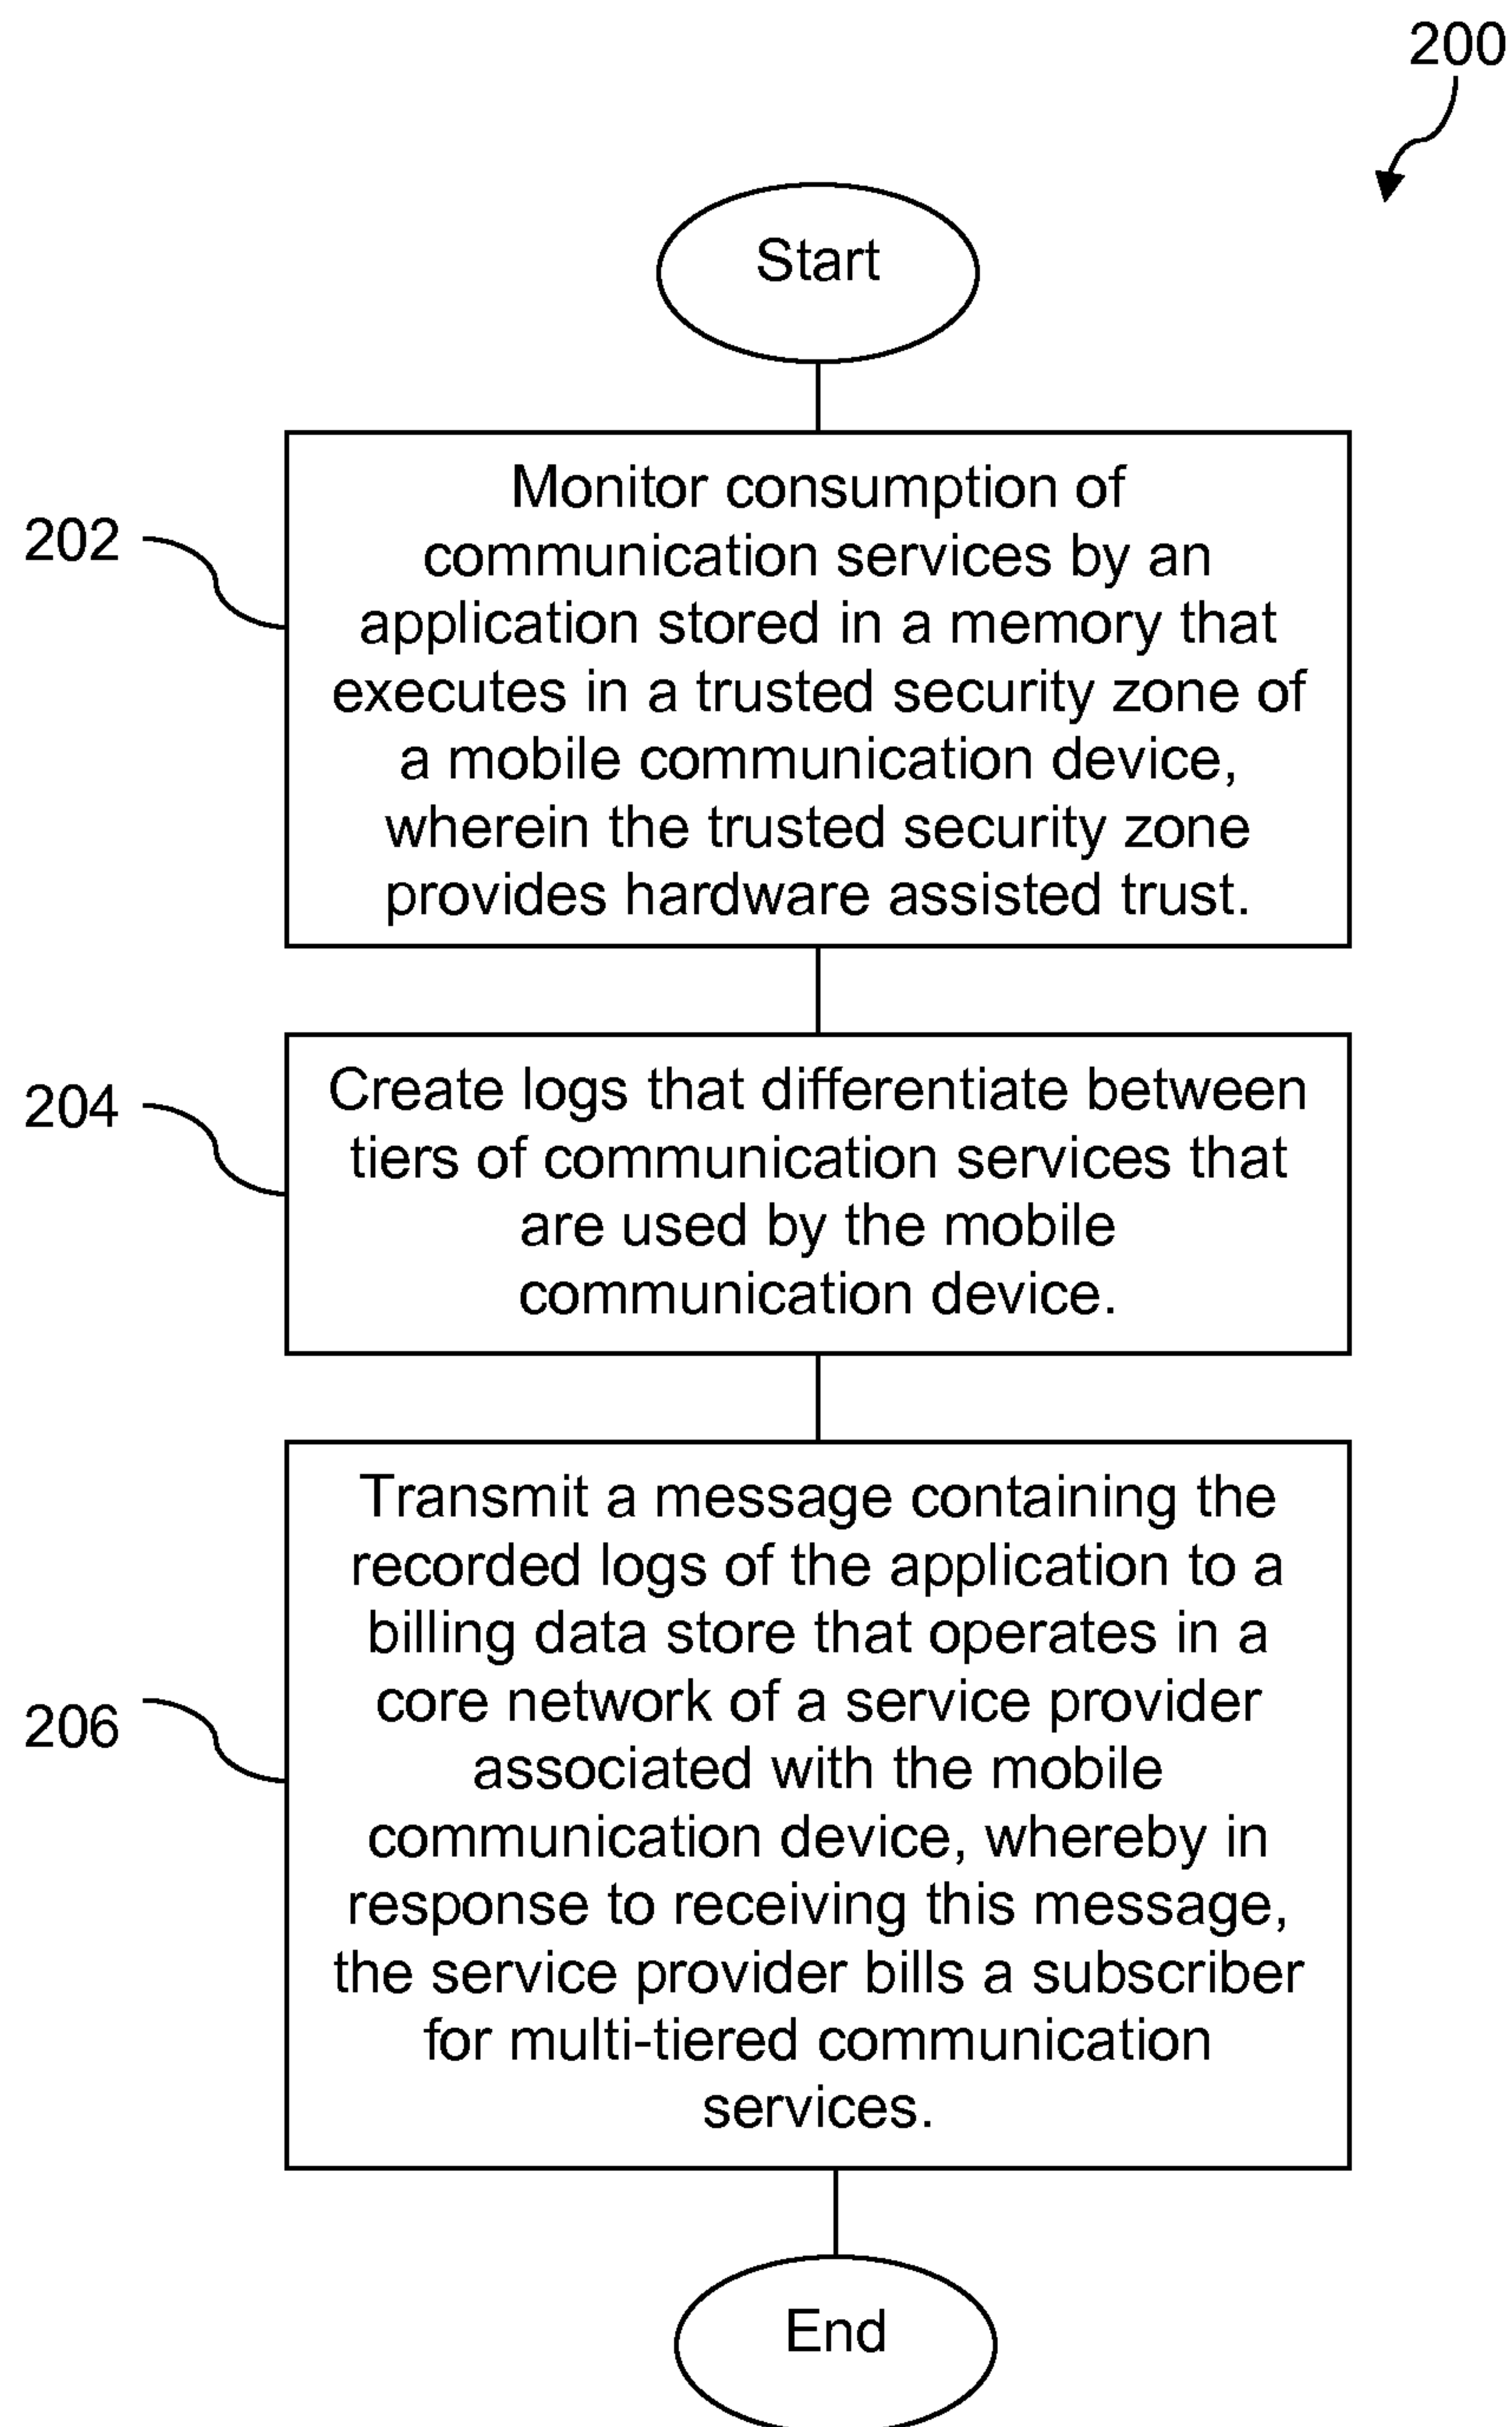 200
Start
202
Monitor consumption of
communication services by an
application stored in a memory that
executes in a trusted security zone of
a mobile communication device,
wherein the trusted security zone
provides hardware assisted trust.
204
Create logs that differentiate between
tiers of communication services that
are used by the mobile
communication device.
206
Transmit a message containing the
recorded logs of the application to a
billing data store that operates in a
core network of a service provider
associated with the mobile
communication device, whereby in
response to receiving this message,
the service provider bills a subscriber
for multi-tiered communication
services.
End